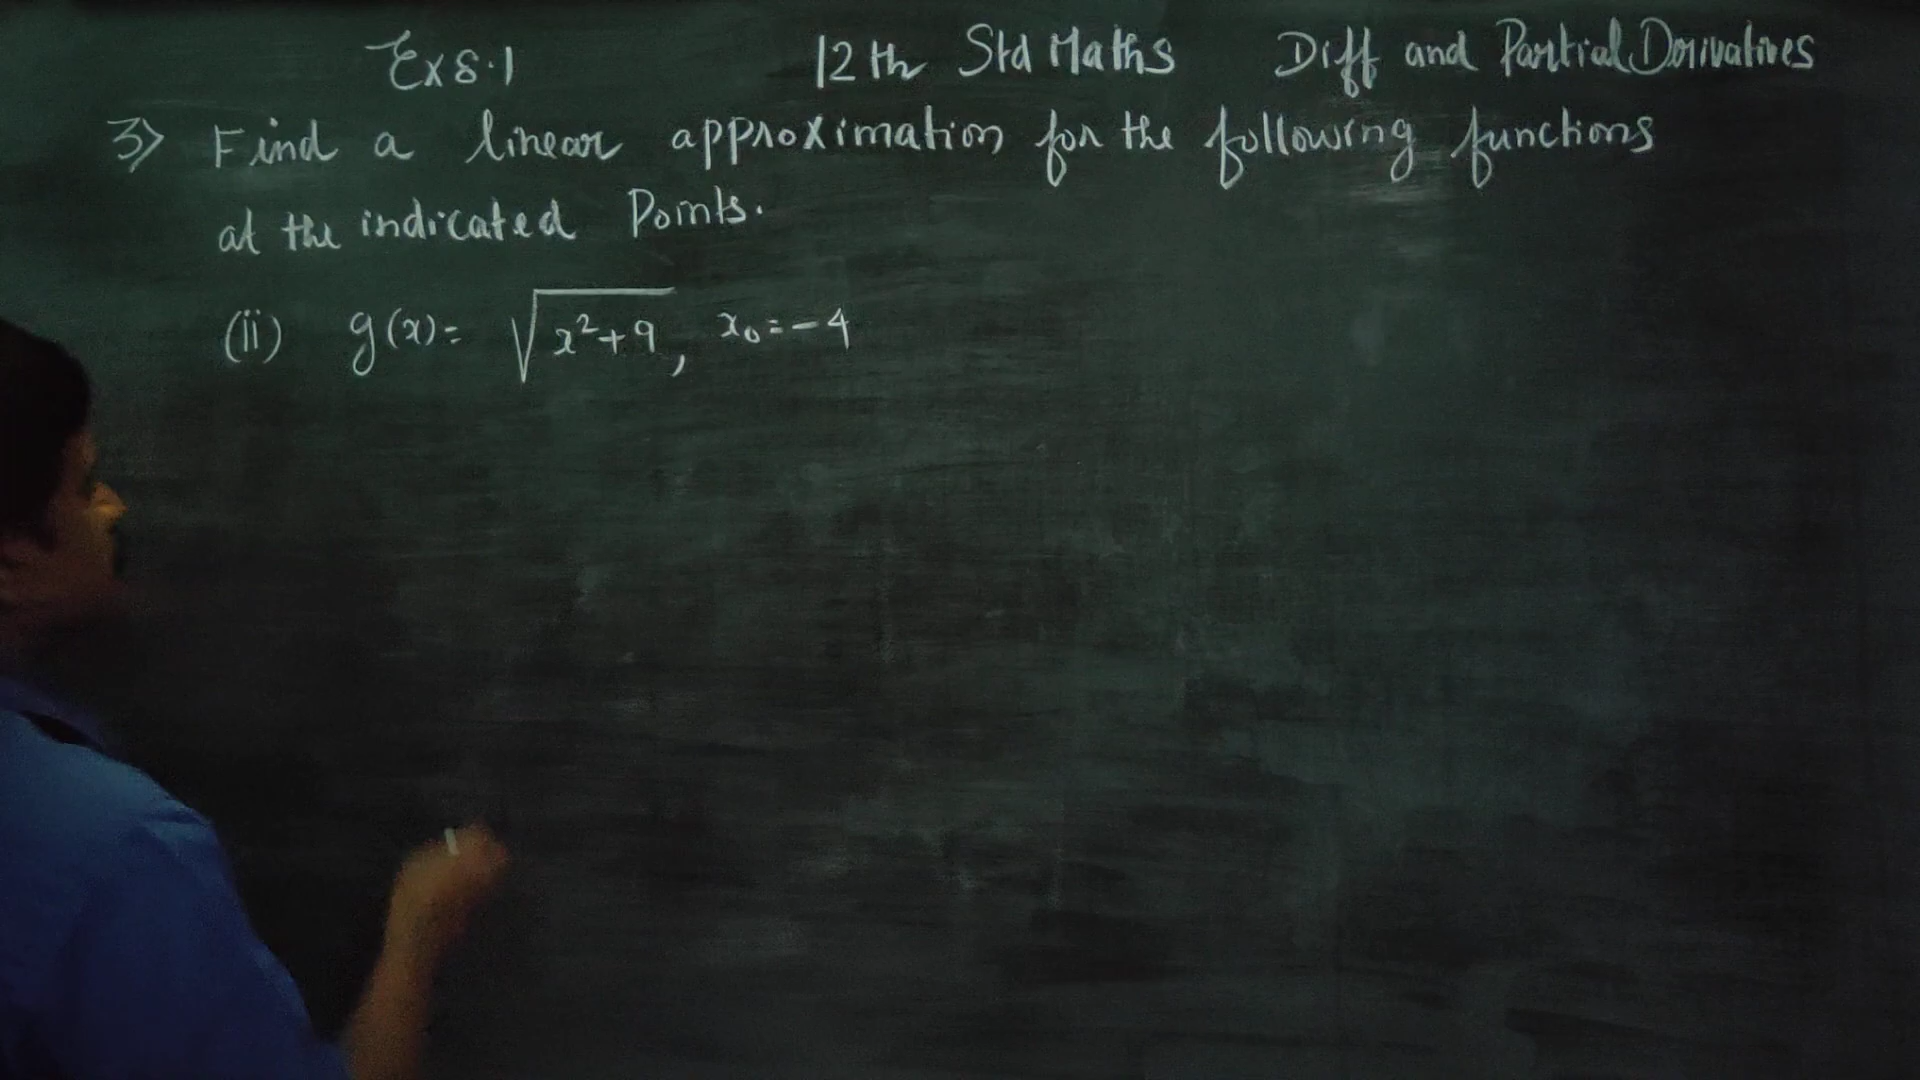 Ex 8.1 12th Std Maths Diff and Partial Derivatives
3) Find a linear approximation for the following functions
at the indicated Points.
(ii) g(x) = √x²+9, x₀ = -4